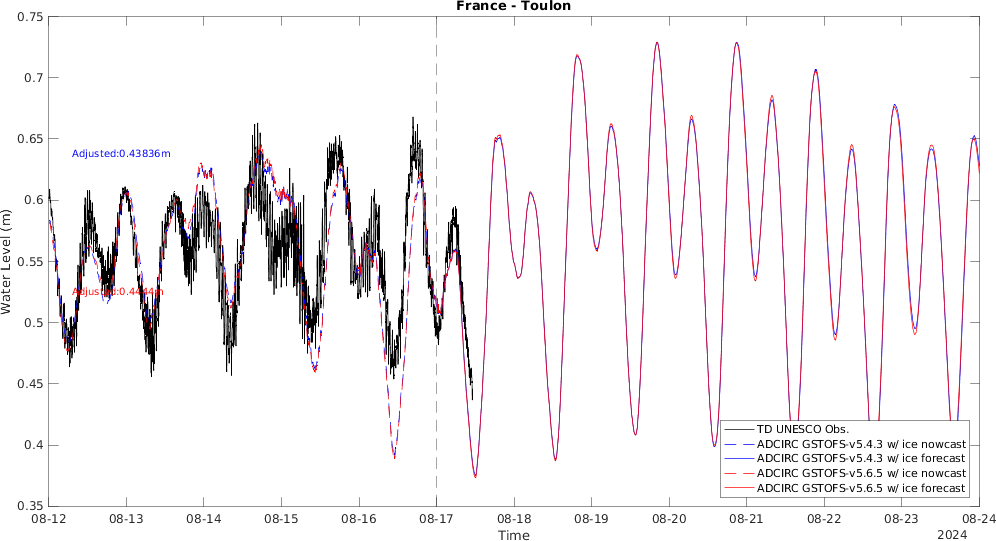 France - Toulon
0.75
0.7
0.65
0.6
0.55
0.5
0.45
0.4
0.35
Water Level (m)
Adjusted:0.43836m
Adjusted:0.4444m
TD UNESCO Obs.
ADCIRC GSTOFS-v5.4.3 w/ ice nowcast
ADCIRC GSTOFS-v5.4.3 w/ ice forecast
ADCIRC GSTOFS-v5.6.5 w/ ice nowcast
ADCIRC GSTOFS-v5.6.5 w/ ice forecast
08-12 08-13 08-14 08-15 08-16 08-17 08-18 08-19 08-20 08-21 08-22 08-23 08-24
Time
2024